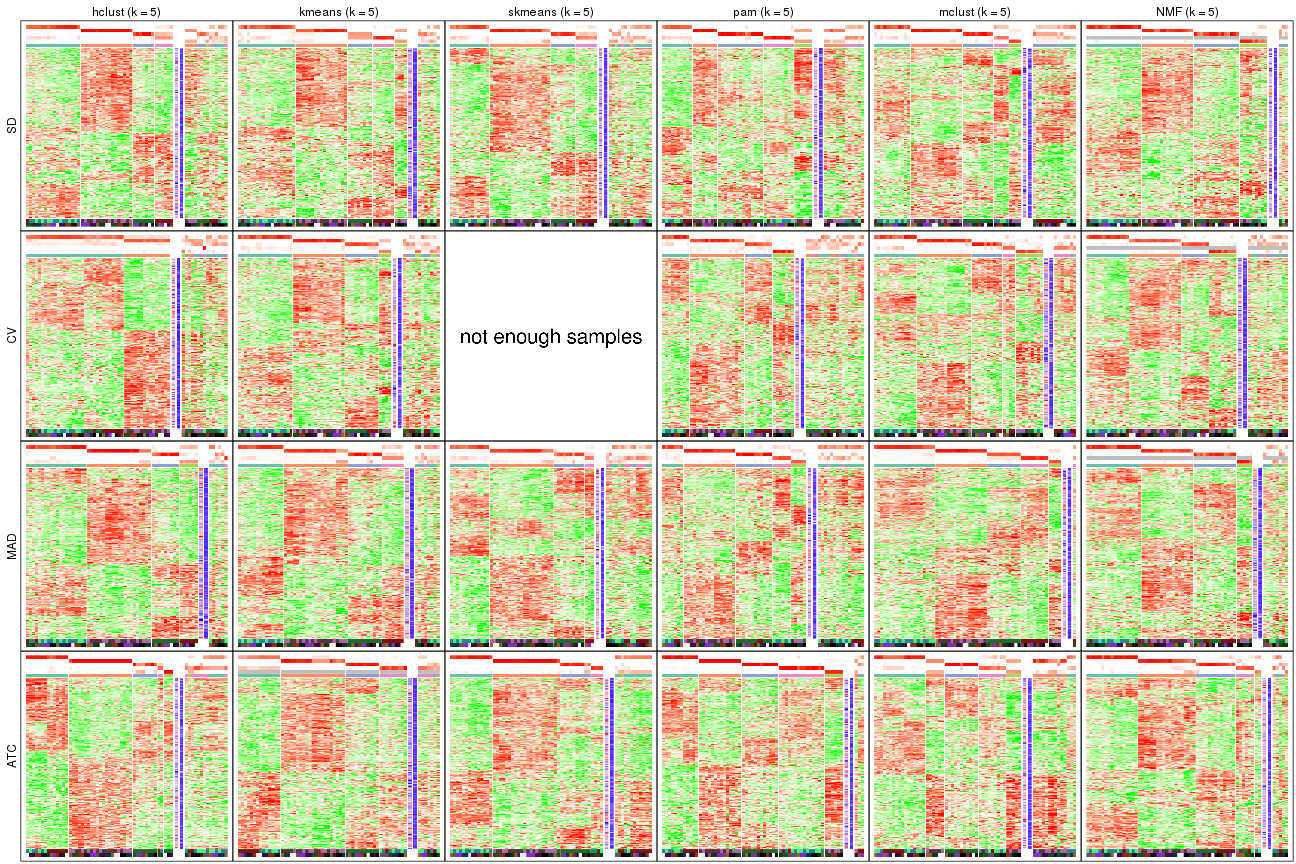 hclust (k = 5) kmeans (k = 5) skmeans (k = 5) pam (k = 5) mclust (k = 5) NMF (k = 5)
SD
CV
not enough samples
MAD
ATC